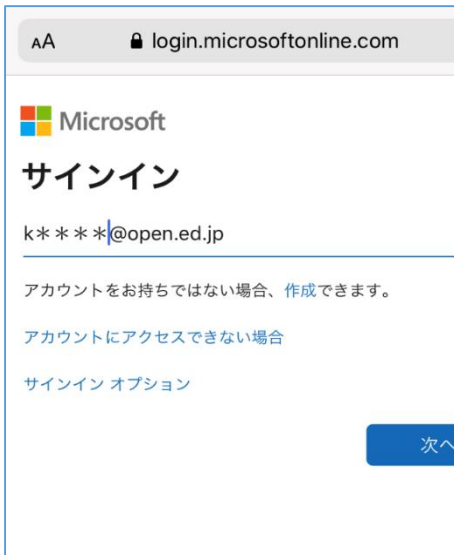 AA login.microsoftonline.com
Microsoft
サインイン
k＊＊＊＊@open.ed.jp
アカウントをお持ちではない場合、作成できます。
アカウントにアクセスできない場合
サインイン オプション
次へ